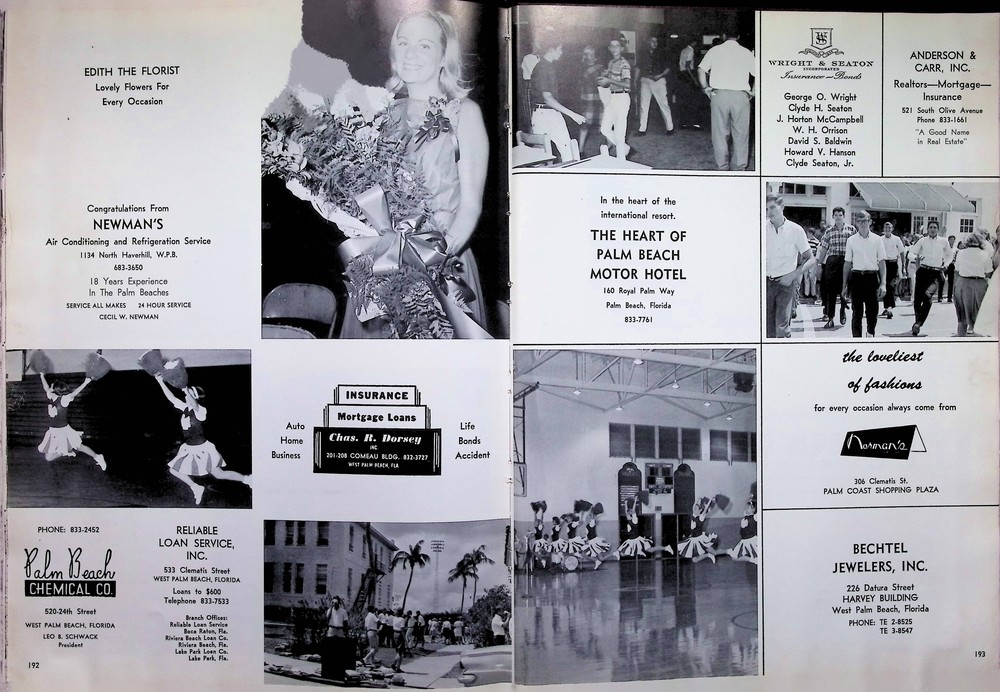 EDITH THE FLORIST
Lovely Flowers For
Every Occasion
Congratulations From
NEWMAN'S
Air Conditioning and Refrigeration Service
1134 North Haverhill, W.P.B.
683-3650
18 Years Experience
In The Palm Beaches
SERVICE ALL MAKES 24 HOUR SERVICE
CECIL W. NEWMAN
INSURANCE
Mortgage Loans
Chas. R. Dorsey
INC
201-208 COMEAU BLDG. 832-3727
WEST PALM BEACH, FLA
Auto
Home
Business
Life
Bonds
Accident
PHONE: 833-2452
Palm Beach
CHEMICAL CO.
520-24th Street
WEST PALM BEACH, FLORIDA
LEO B. SCHWACK
President
RELIABLE
LOAN SERVICE,
INC.
533 Clematis Street
WEST PALM BEACH, FLORIDA
Loans to $600
Telephone 833-7533
Branch Offices:
Reliable Loan Service
Boca Raton, Fla.
Riviera Beach Loan Co.
Riviera Beach, Fla.
Lake Park Loan Co.
Lake Park, Fla.
192
WRIGHT & SEATON
INCORPORATED
Insurance—Bonds
George O. Wright
Clyde H. Seaton
J. Horton McCampbell
W. H. Orrison
David S. Baldwin
Howard V. Hanson
Clyde Seaton, Jr.
ANDERSON &
CARR, INC.
Realtors—Mortgage—
Insurance
521 South Olive Avenue
Phone 833-1661
"A Good Name
in Real Estate"
In the heart of the
international resort.
THE HEART OF
PALM BEACH
MOTOR HOTEL
160 Royal Palm Way
Palm Beach, Florida
833-7761
the loveliest
of fashions
for every occasion always come from
Norman's
306 Clematis St.
PALM COAST SHOPPING PLAZA
BECHTEL
JEWELERS, INC.
226 Datura Street
HARVEY BUILDING
West Palm Beach, Florida
PHONE: TE 2-8525
TE 3-8547
193